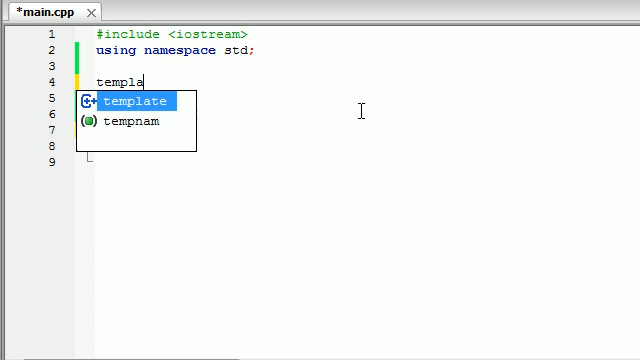 *main.cpp
1 #include <iostream>
2 using namespace std;
3
4 templa
5 template
6 tempnam
7
8
9